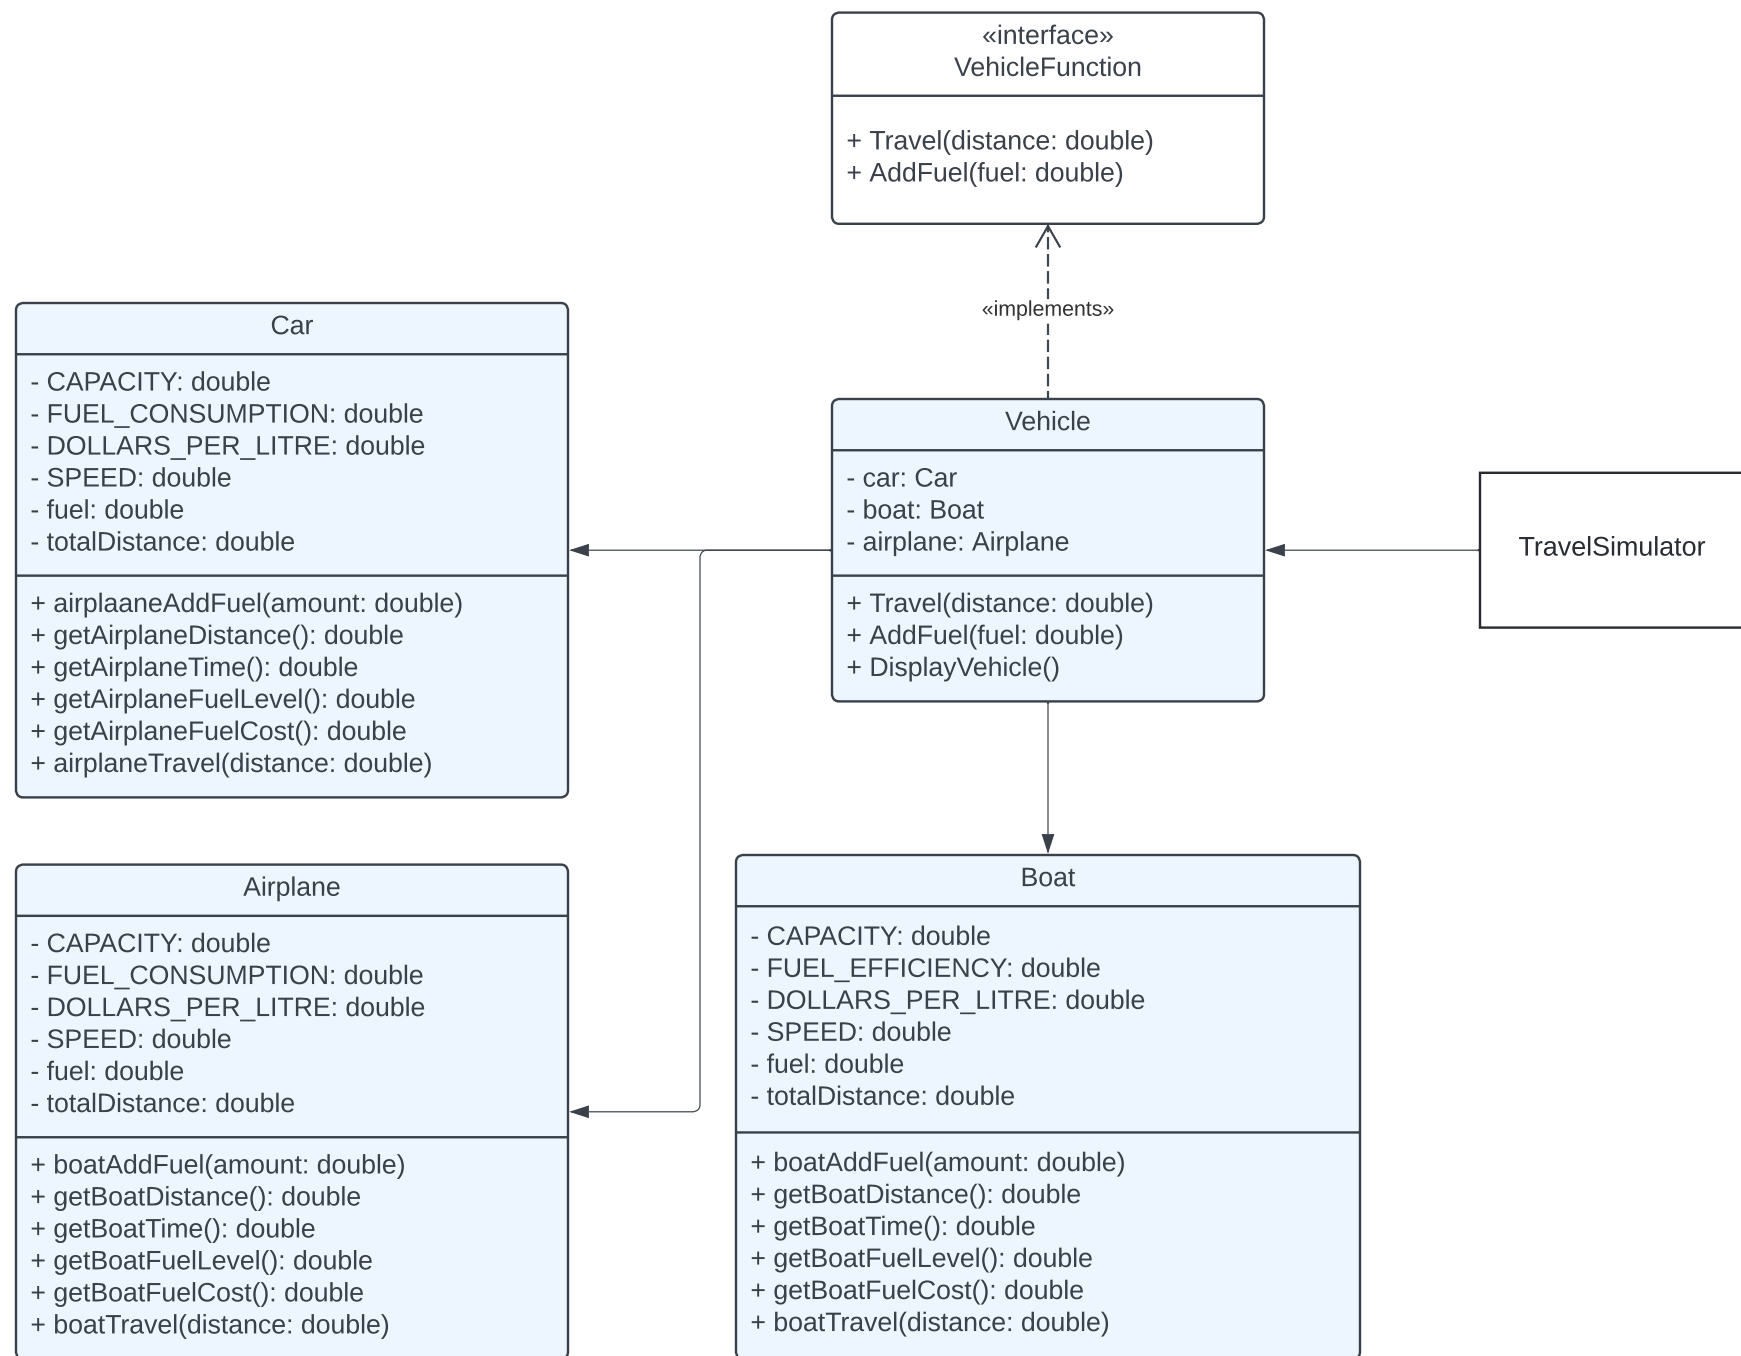 «interface»
VehicleFunction
+ Travel(distance: double)
+ AddFuel(fuel: double)
«implements»
Car
- CAPACITY: double
- FUEL_CONSUMPTION: double
- DOLLARS_PER_LITRE: double
- SPEED: double
- fuel: double
- totalDistance: double
+ airplaaneAddFuel(amount: double)
+ getAirplaneDistance(): double
+ getAirplaneTime(): double
+ getAirplaneFuelLevel(): double
+ getAirplaneFuelCost(): double
+ airplaneTravel(distance: double)
Vehicle
- car: Car
- boat: Boat
- airplane: Airplane
+ Travel(distance: double)
+ AddFuel(fuel: double)
+ DisplayVehicle()
TravelSimulator
Airplane
- CAPACITY: double
- FUEL_CONSUMPTION: double
- DOLLARS_PER_LITRE: double
- SPEED: double
- fuel: double
- totalDistance: double
+ boatAddFuel(amount: double)
+ getBoatDistance(): double
+ getBoatTime(): double
+ getBoatFuelLevel(): double
+ getBoatFuelCost(): double
+ boatTravel(distance: double)
Boat
- CAPACITY: double
- FUEL_EFFICIENCY: double
- DOLLARS_PER_LITRE: double
- SPEED: double
- fuel: double
- totalDistance: double
+ boatAddFuel(amount: double)
+ getBoatDistance(): double
+ getBoatTime(): double
+ getBoatFuelLevel(): double
+ getBoatFuelCost(): double
+ boatTravel(distance: double)